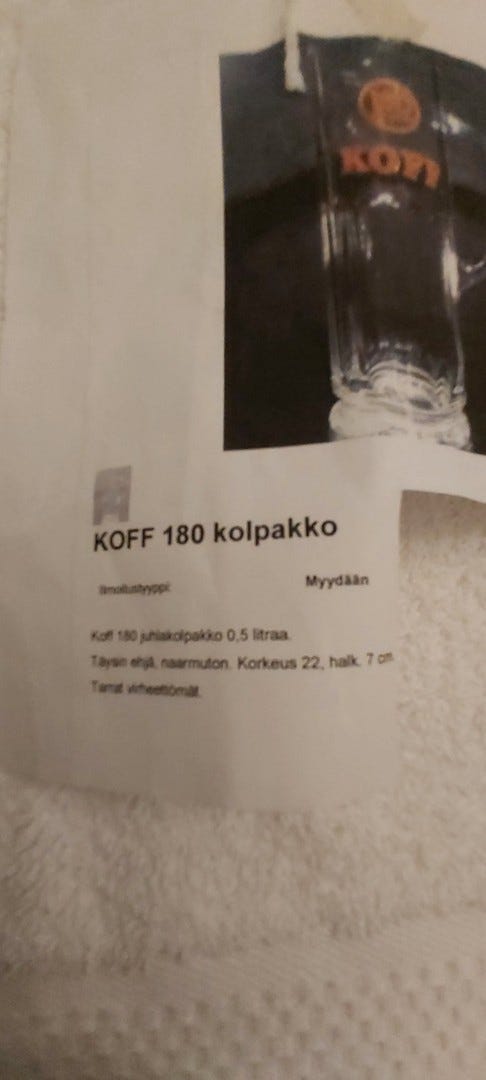 KOFF
KOFF 180 kolpakko
Ilmoitustyyppi: Myydään
Koff 180 juhlakolpakko 0,5 litraa.
Täysin ehjä, naarmuton. Korkeus 22, halk. 7 cm
Tarrat virheettömät.